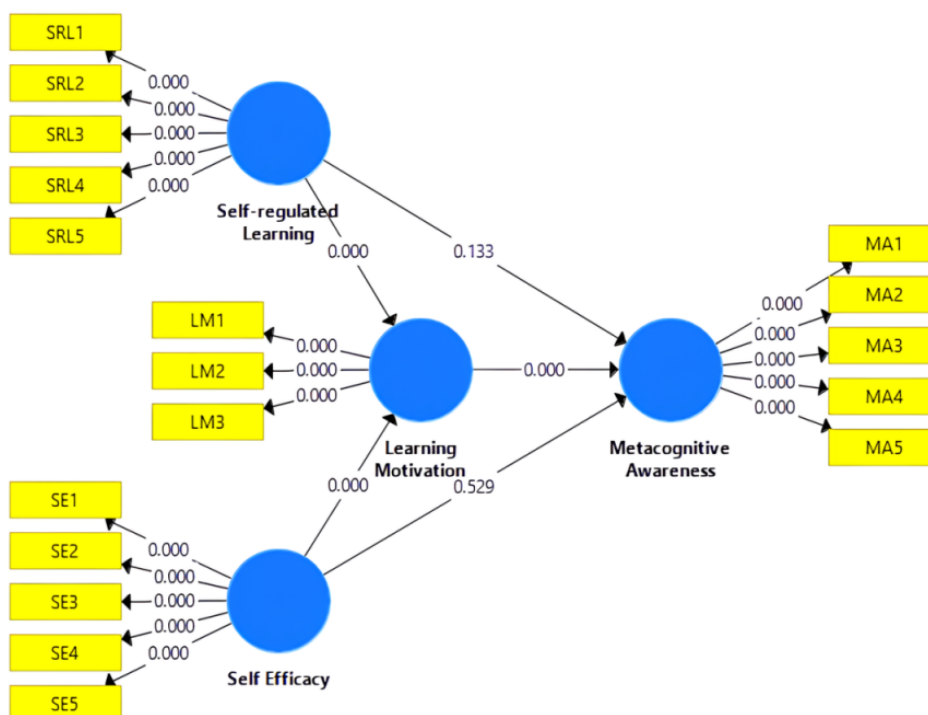 SRL1
0.000
SRL2
0.000
SRL3
0.000
SRL4
0.000
SRL5
0.000
Self-regulated
Learning
0.000
0.133
LM1
0.000
LM2
0.000
LM3
0.000
Learning
Motivation
0.000
Metacognitive
Awareness
MA1
0.000
MA2
0.000
MA3
0.000
MA4
0.000
MA5
0.000
0.000
0.529
SE1
0.000
SE2
0.000
SE3
0.000
SE4
0.000
SE5
0.000
Self Efficacy